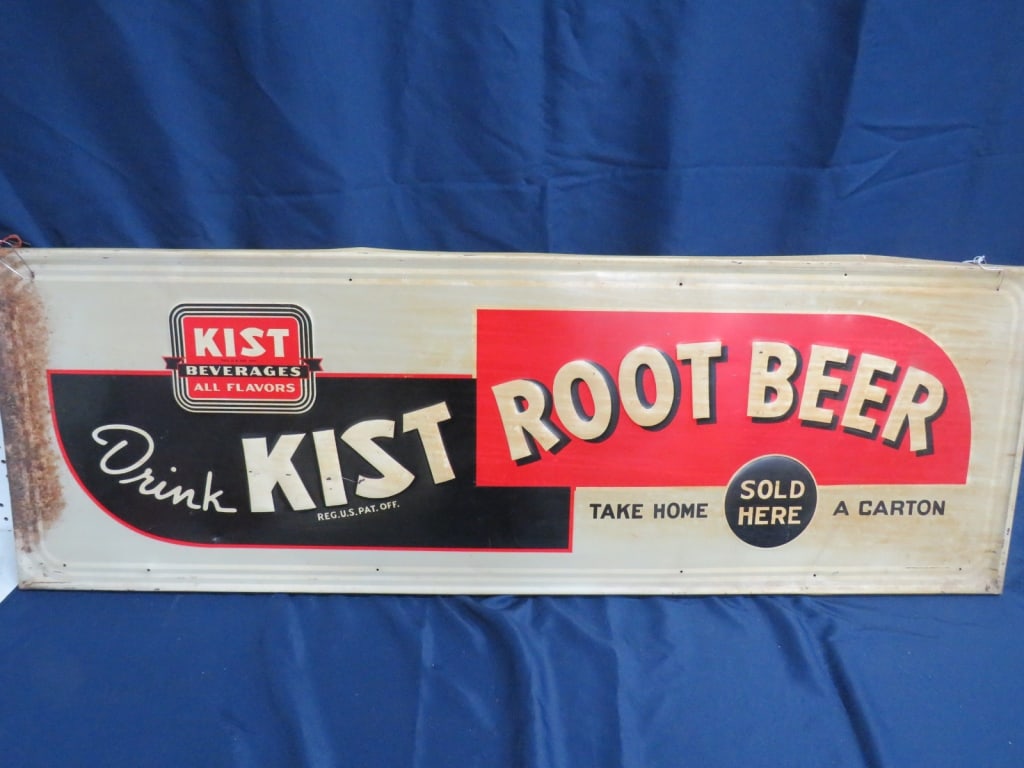 KIST
BEVERAGES
ALL FLAVORS
Drink KIST
REG. U.S. PAT. OFF.
ROOT BEER
TAKE HOME
SOLD
HERE
A CARTON